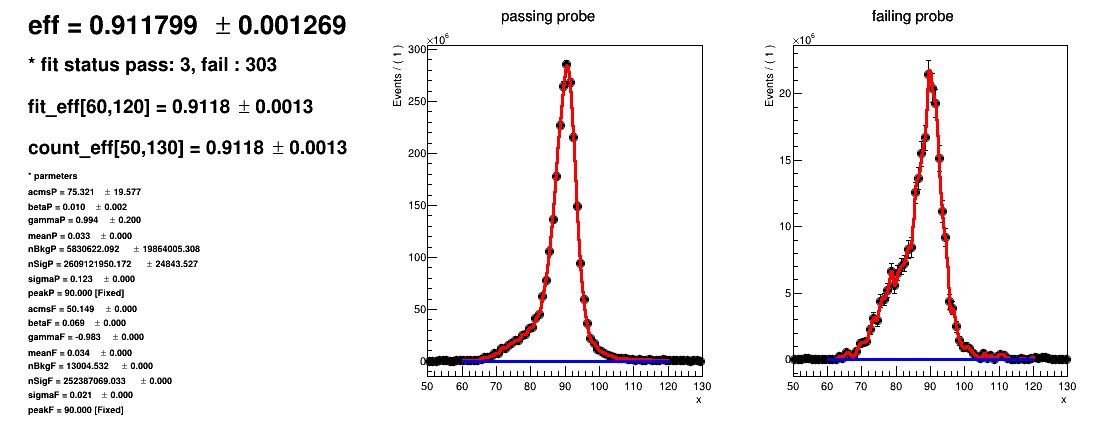 eff = 0.911799 ± 0.001269
* fit status pass: 3, fail : 303
fit_eff[60,120] = 0.9118 ± 0.0013
count_eff[50,130] = 0.9118 ± 0.0013
* parmeters
acmsP = 75.321 ± 19.577
betaP = 0.010 ± 0.002
gammaP = 0.994 ± 0.200
meanP = 0.033 ± 0.000
nBkgP = 5830622.092 ± 19864005.308
nSigP = 2609121950.172 ± 24843.527
sigmaP = 0.123 ± 0.000
peakP = 90.000 [Fixed]
acmsF = 50.149 ± 0.000
betaF = 0.069 ± 0.000
gammaF = -0.983 ± 0.000
meanF = 0.034 ± 0.000
nBkgF = 13004.532 ± 0.000
nSigF = 252387069.033 ± 0.000
sigmaF = 0.021 ± 0.000
peakF = 90.000 [Fixed]
passing probe
×10⁶
Events / ( 1 )
300
250
200
150
100
50
0
50 60 70 80 90 100 110 120 130
x
failing probe
×10⁶
Events / ( 1 )
20
15
10
5
0
50 60 70 80 90 100 110 120 130
x